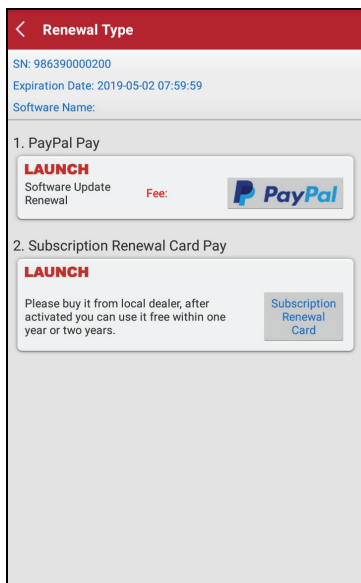 Renewal Type
SN: 986390000200
Expiration Date: 2019-05-02 07:59:59
Software Name:
1. PayPal Pay
LAUNCH
Software Update
Renewal
Fee:
PayPal
2. Subscription Renewal Card Pay
LAUNCH
Please buy it from local dealer, after
activated you can use it free within one
year or two years.
Subscription
Renewal
Card